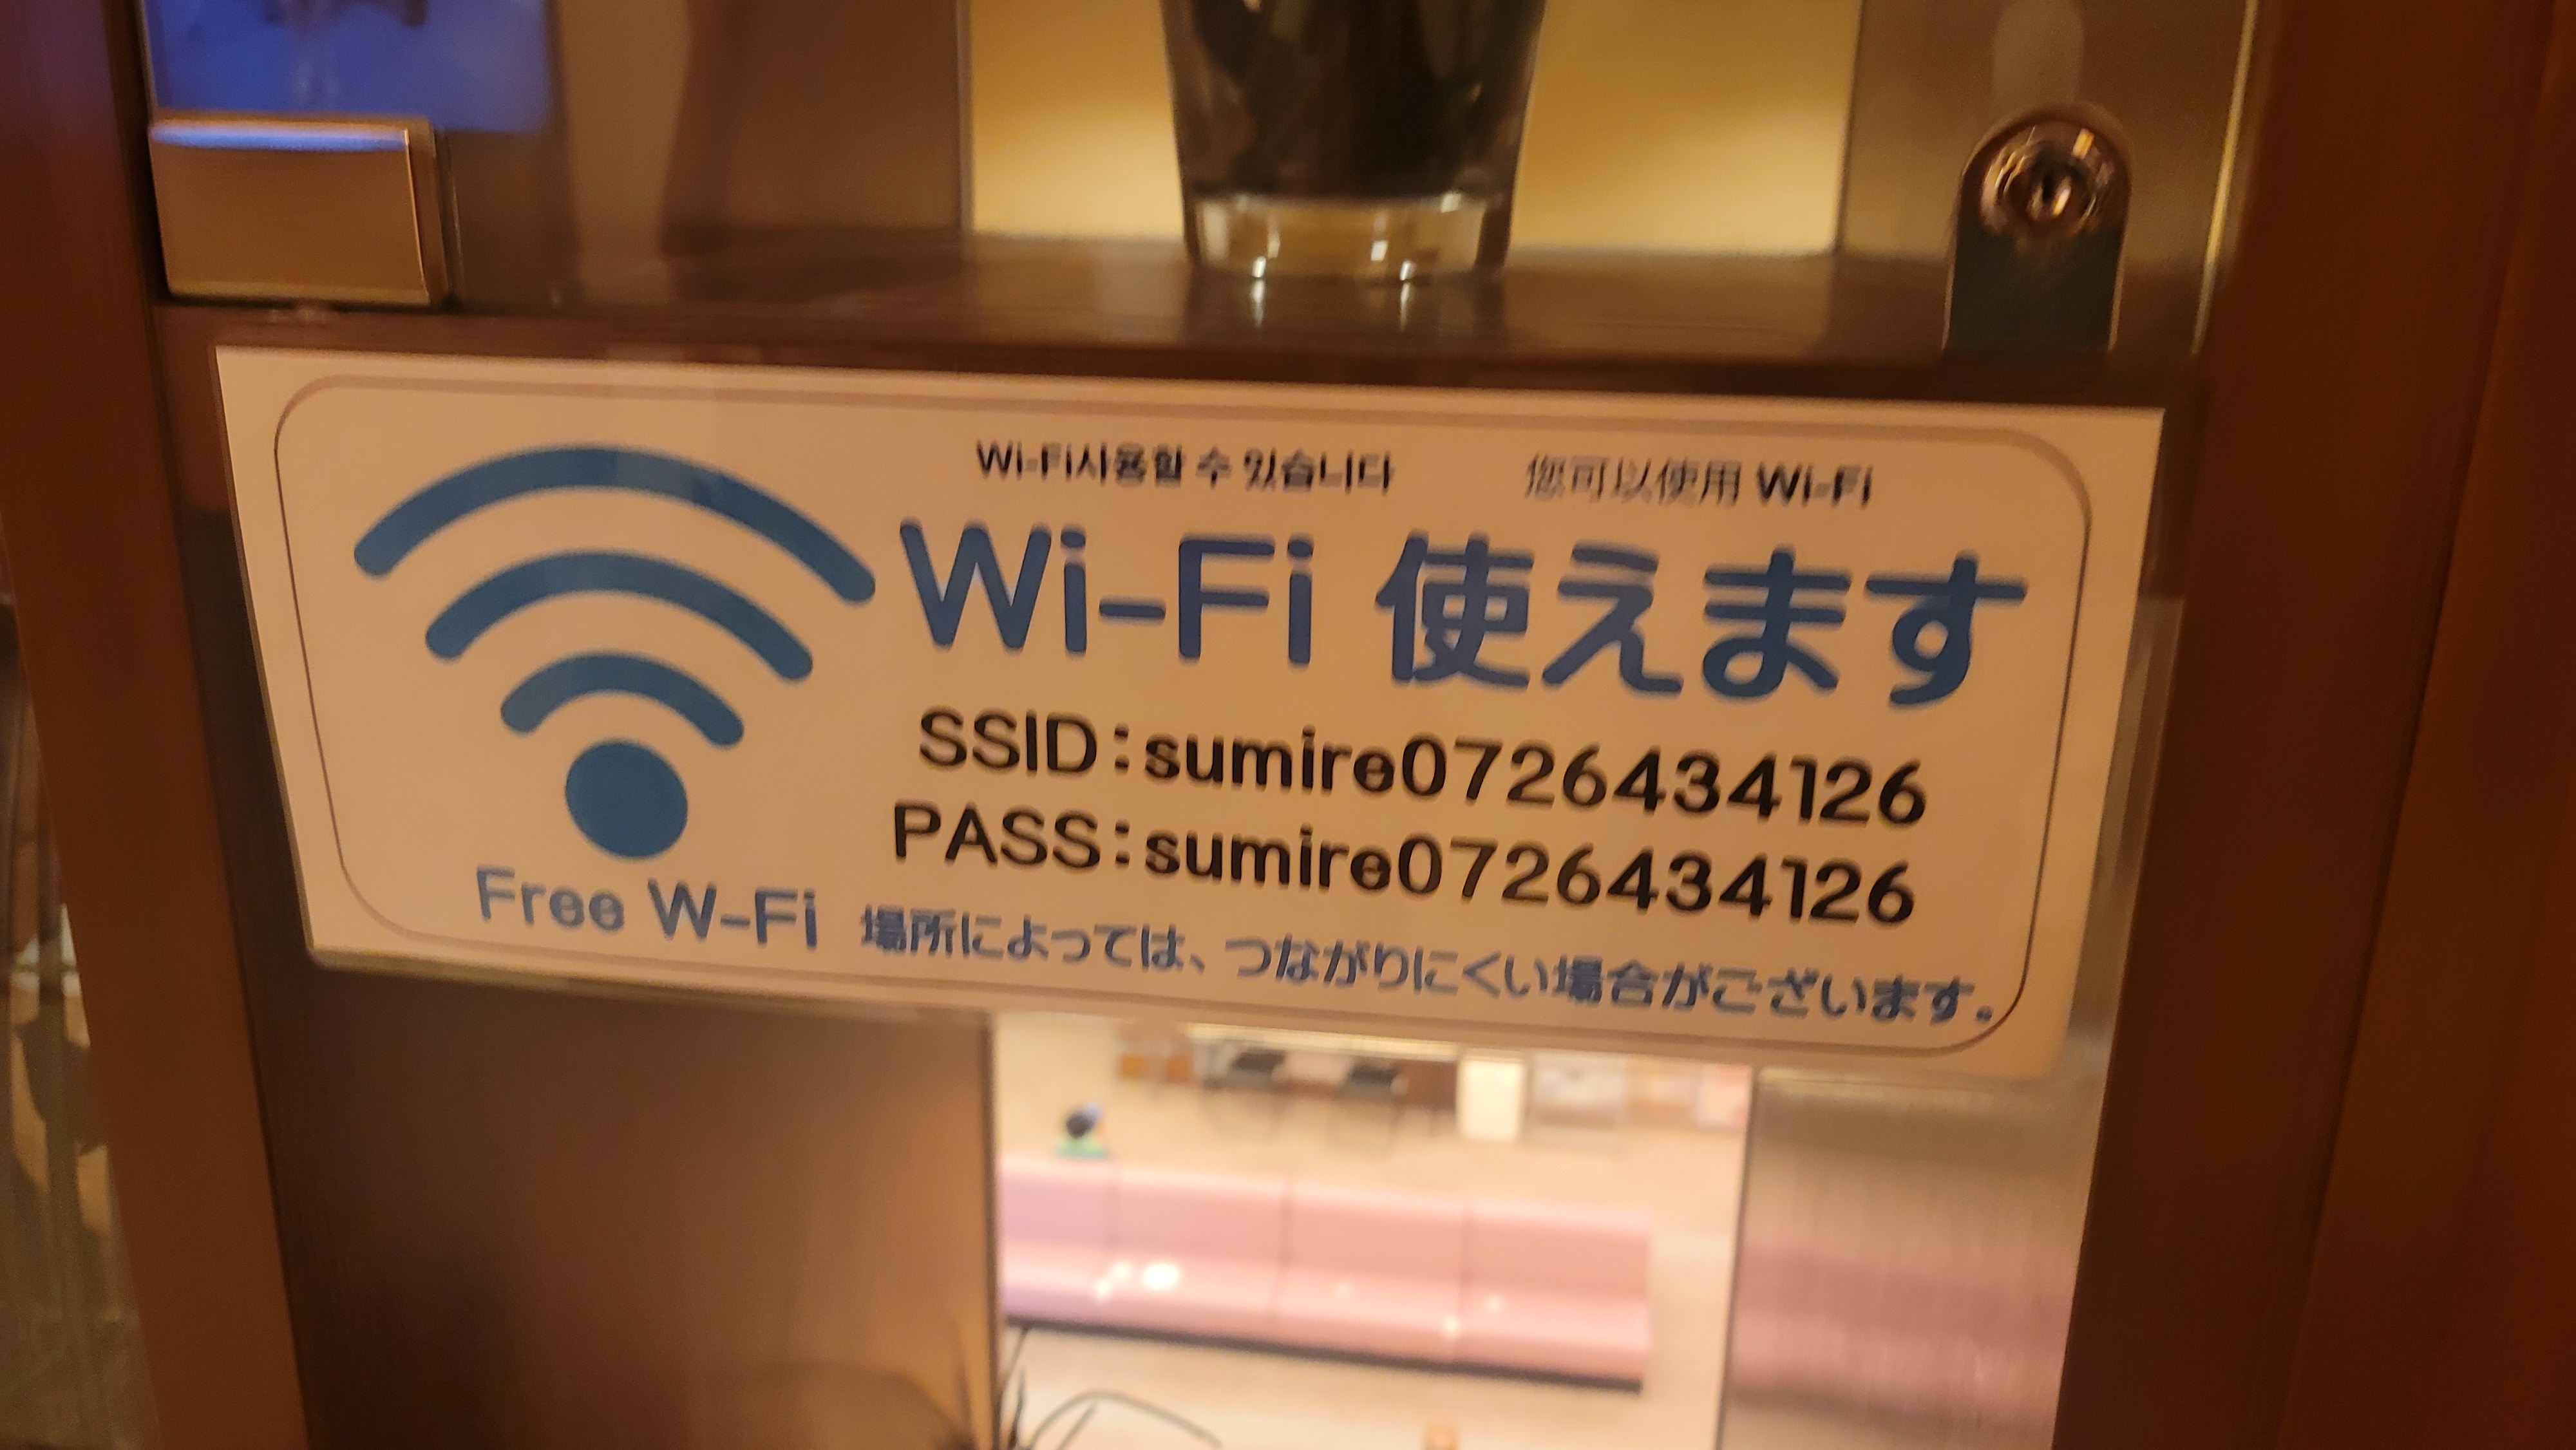 Wi-Fi사용할 수 있습니다
您可以使用 Wi-Fi
Wi-Fi 使えます
SSID:sumire0726434126
PASS:sumire0726434126
Free W-Fi
場所によっては、つながりにくい場合がございます。